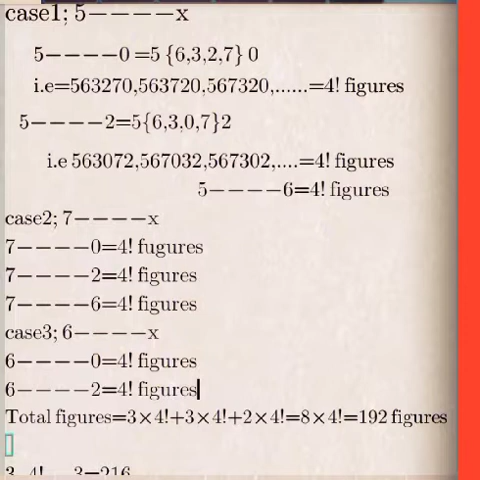 case1; 5————x
5————0 =5 {6,3,2,7} 0
i.e=563270,563720,567320,......=4! figures
5————2=5{6,3,0,7}2
i.e 563072,567032,567302,....=4! figures
5————6=4! figures
case2; 7————x
7————0=4! fugures
7————2=4! figures
7————6=4! figures
case3; 6————x
6————0=4! figures
6————2=4! figures
Total figures=3×4!+3×4!+2×4!=8×4!=192 figures